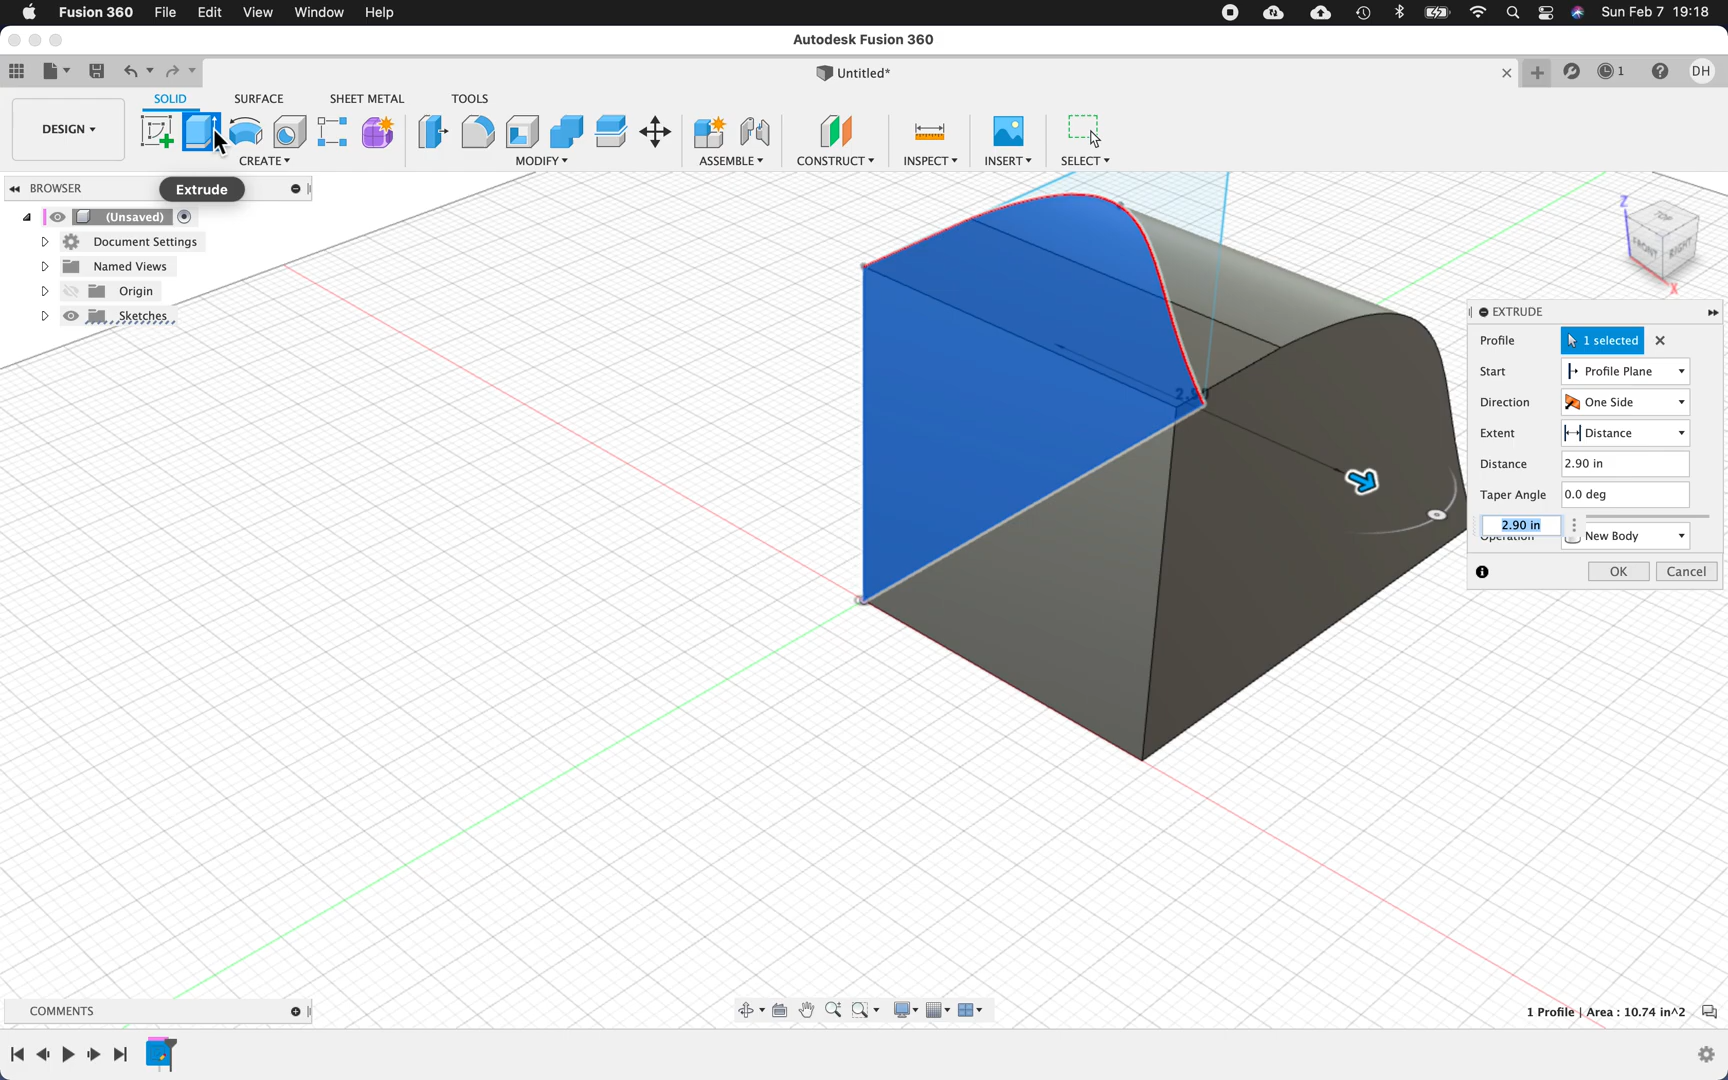 Fusion 360 File Edit View Window Help Sun Feb 7 19:18
Autodesk Fusion 360
Untitled* 1 DH
SOLID SURFACE SHEET METAL TOOLS
DESIGN
CREATE MODIFY ASSEMBLE CONSTRUCT INSPECT INSERT SELECT
BROWSER
Extrude
(Unsaved)
Document Settings
Named Views
Origin
Sketches
Z
TOP
FRONT RIGHT
X
EXTRUDE
Profile 1 selected
Start Profile Plane
Direction One Side
Extent Distance
Distance 2.90 in
Taper Angle 0.0 deg
2.90 in
Operation New Body
OK Cancel
COMMENTS
1 Profile | Area : 10.74 in^2